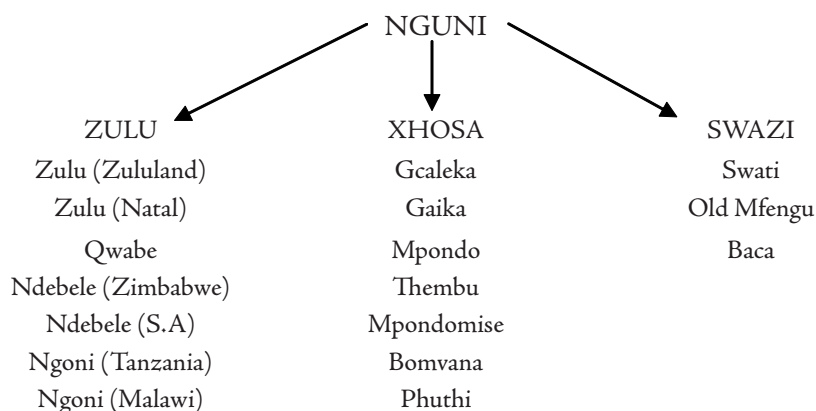 NGUNI
ZULU XHOSA SWAZI
Zulu (Zululand) Gcaleka Swati
Zulu (Natal) Gaika Old Mfengu
Qwabe Mpondo Baca
Ndebele (Zimbabwe) Thembu
Ndebele (S.A) Mpondomise
Ngoni (Tanzania) Bomvana
Ngoni (Malawi) Phuthi